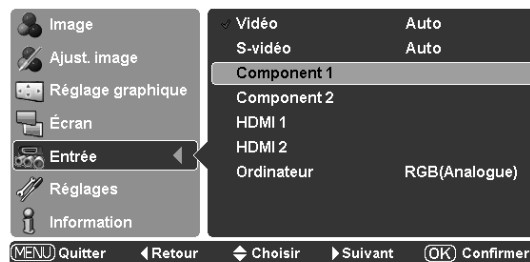 Image
Ajust. image
Réglage graphique
Écran
Entrée
Réglages
Information
Vidéo Auto
S-vidéo Auto
Component 1
Component 2
HDMI 1
HDMI 2
Ordinateur RGB(Analogue)
MENU Quitter Retour Choisir Suivant OK Confirmer